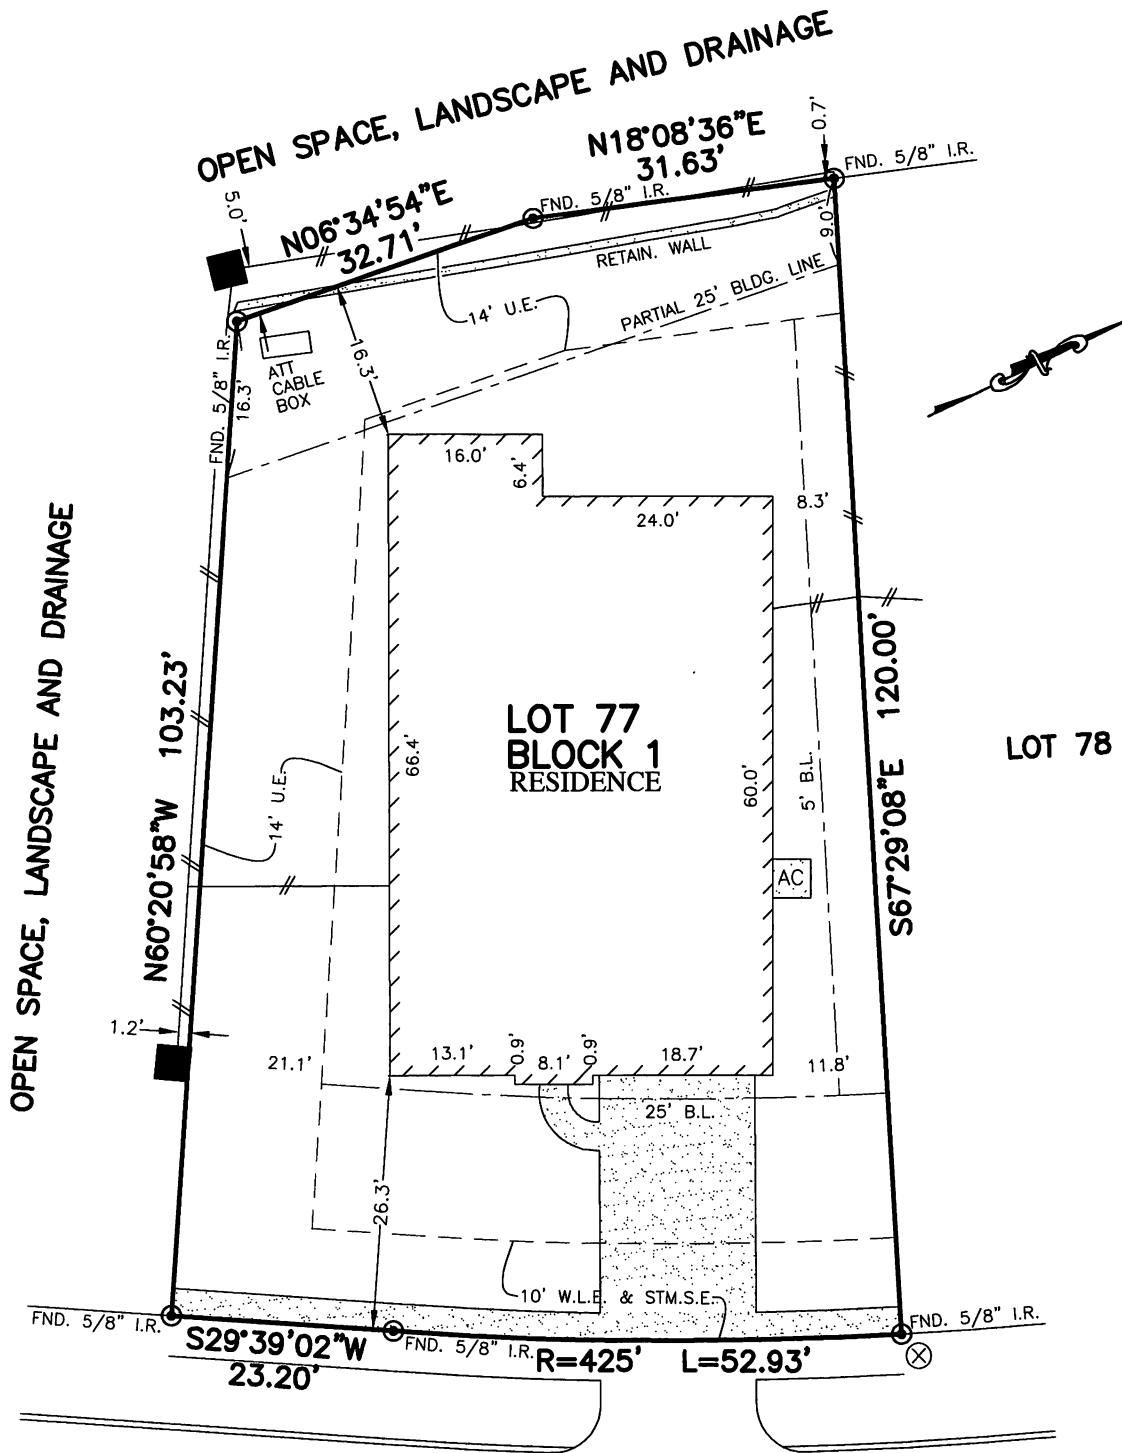 OPEN SPACE, LANDSCAPE AND DRAINAGE
N18°08'36"E
31.63'
0.7'
FND. 5/8" I.R.
FND. 5/8" I.R.
5.0'
N06°34'54"E
32.71'
9.0'
RETAIN. WALL
14' U.E.
PARTIAL 25' BLDG. LINE
FND. 5/8" I.R.
16.3'
ATT
CABLE
BOX
16.3'
16.0'
6.4'
24.0'
8.3'
OPEN SPACE, LANDSCAPE AND DRAINAGE
N60°20'58"W 103.23'
14' U.E.
66.4'
LOT 77
BLOCK 1
RESIDENCE
60.0'
5' B.L.
S67°29'08"E 120.00'
LOT 78
AC
1.2'
21.1'
13.1'
0.9'
8.1'
0.9'
18.7'
11.8'
25' B.L.
26.3'
10' W.L.E. & STM.S.E.
FND. 5/8" I.R.
S29°39'02"W
23.20'
FND. 5/8" I.R.
R=425' L=52.93'
FND. 5/8" I.R.